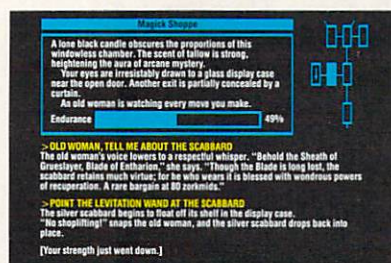 Magick Shoppe
A lone black candle obscures the proportions of this
windowless chamber. The scent of tallow is strong,
heightening the aura of arcane mystery.
Your eyes are irresistably drawn to a glass display case
near the open door. Another exit is partially concealed by a
curtain.
An old woman is watching every move you make.
Endurance 49%
>OLD WOMAN, TELL ME ABOUT THE SCABBARD
The old woman's voice lowers to a respectful whisper. "Behold the Sheath of
Grueslayer, Blade of Entharion," she says. "Though the Blade is long lost, the
scabbard retains much virtue; for he who wears it is blessed with wondrous powers
of recuperation. A rare bargain at 80 zorkmids."
>POINT THE LEVITATION WAND AT THE SCABBARD
The silver scabbard begins to float off its shelf in the display case.
"No shoplifting!" snaps the old woman, and the silver scabbard drops back into
place.
[Your strength just went down.]